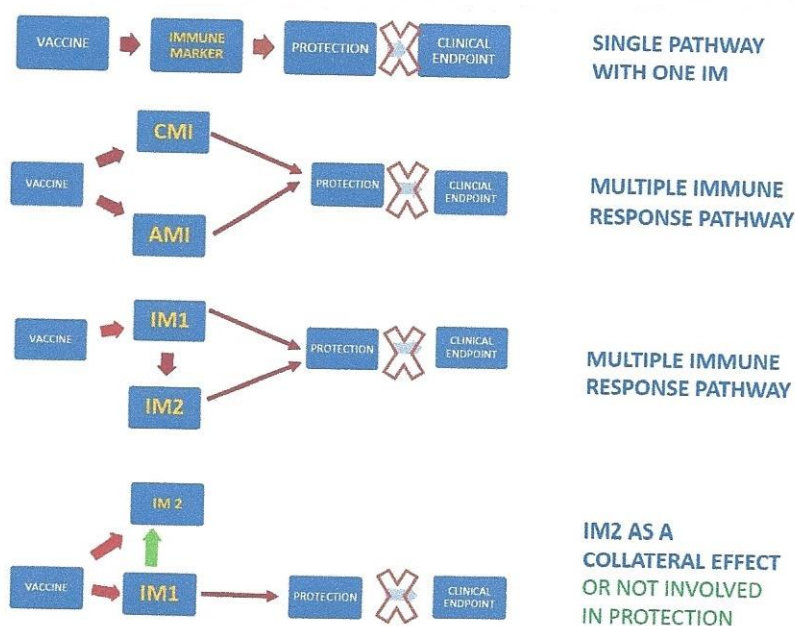 VACCINE
IMMUNE
MARKER
PROTECTION
CLINICAL
ENDPOINT
SINGLE PATHWAY
WITH ONE IM
CMI
VACCINE
AMI
PROTECTION
CLINCIAL
ENDPOINT
MULTIPLE IMMUNE
RESPONSE PATHWAY
IM1
VACCINE
IM2
PROTECTION
CLINICAL
ENDPOINT
MULTIPLE IMMUNE
RESPONSE PATHWAY
IM 2
VACCINE
IM1
PROTECTION
CLINICAL
ENDPOINT
IM2 AS A
COLLATERAL EFFECT
OR NOT INVOLVED
IN PROTECTION